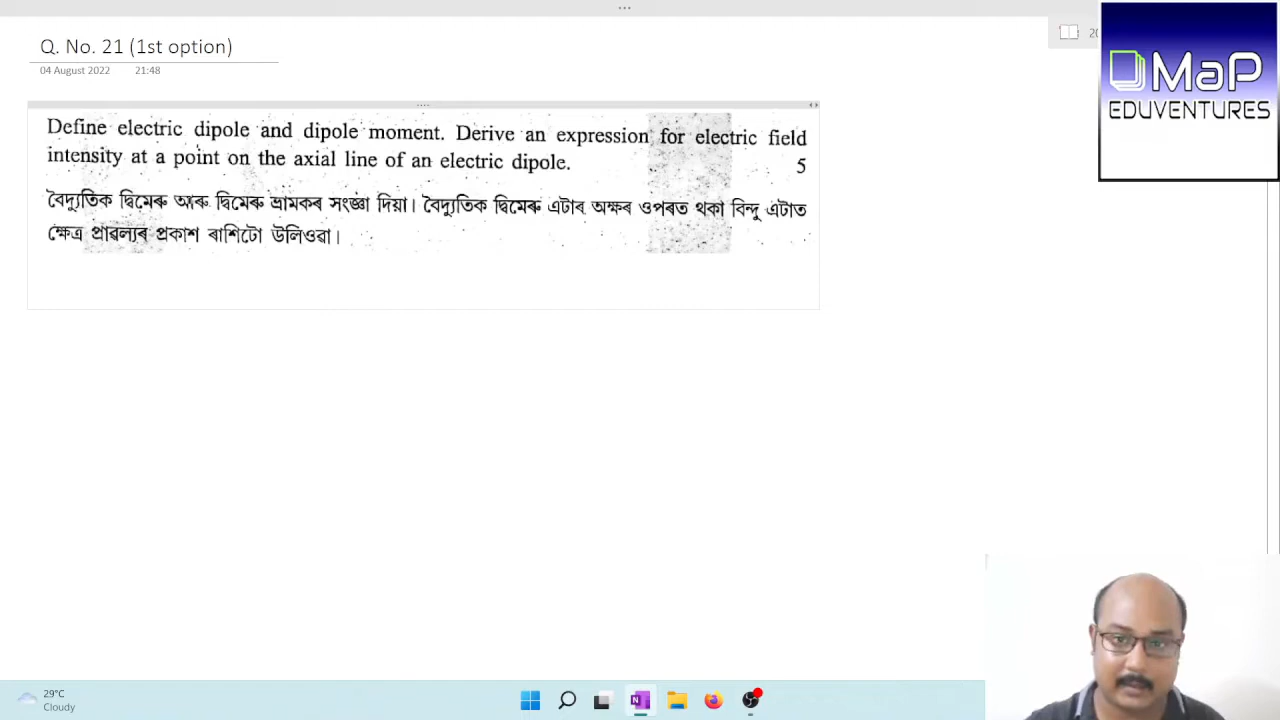 Q. No. 21 (1st option)
04 August 2022 21:48
20
MaP
EDUVENTURES
Define electric dipole and dipole moment. Derive an expression for electric field
intensity at a point on the axial line of an electric dipole.
5
বৈদ্যুতিক দ্বিমেৰু আৰু দ্বিমেৰু ভ্ৰামকৰ সংজ্ঞা দিয়া। বৈদ্যুতিক দ্বিমেৰু এটাৰ অক্ষৰ ওপৰত থকা বিন্দু এটাত
ক্ষেত্ৰ প্ৰাৱল্যৰ প্ৰকাশ ৰাশিটো উলিওৱা।
29°C
Cloudy